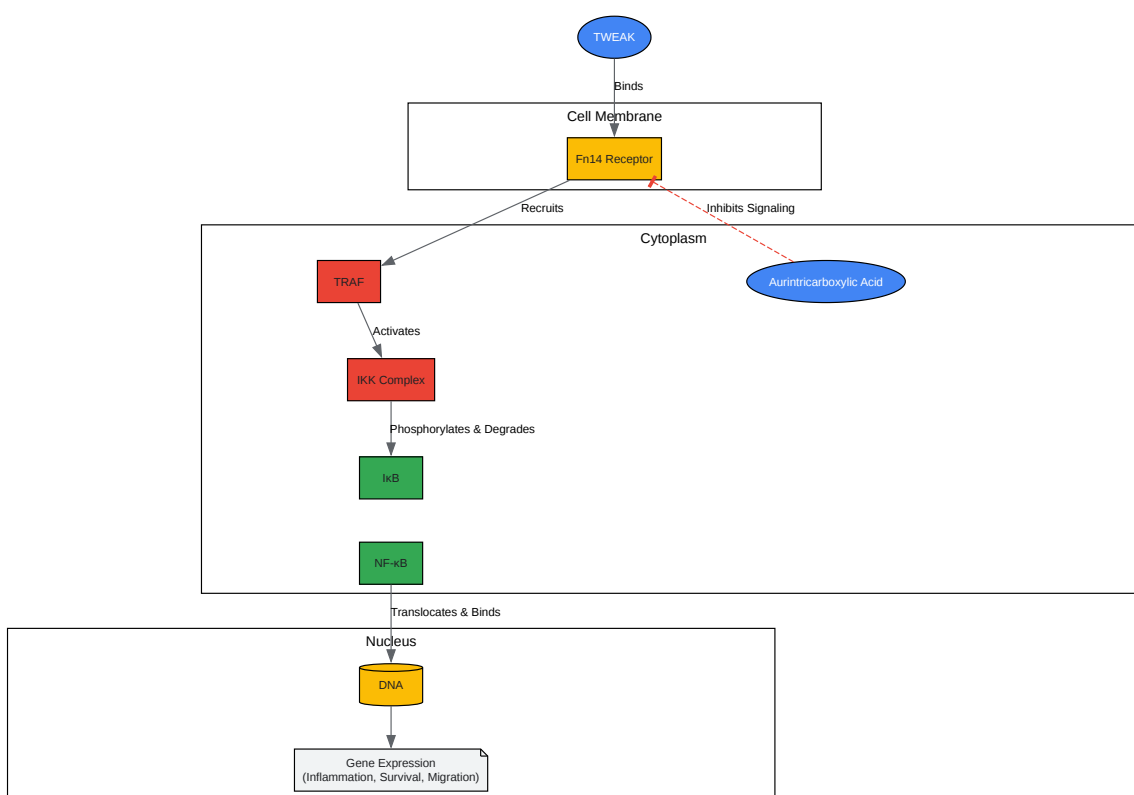 TWEAK
Binds
Cell Membrane
Fn14 Receptor
Recruits
Inhibits Signaling
Cytoplasm
TRAF
Aurintricarboxylic Acid
Activates
IKK Complex
Phosphorylates & Degrades
IκB
NF-κB
Translocates & Binds
Nucleus
DNA
Gene Expression
(Inflammation, Survival, Migration)